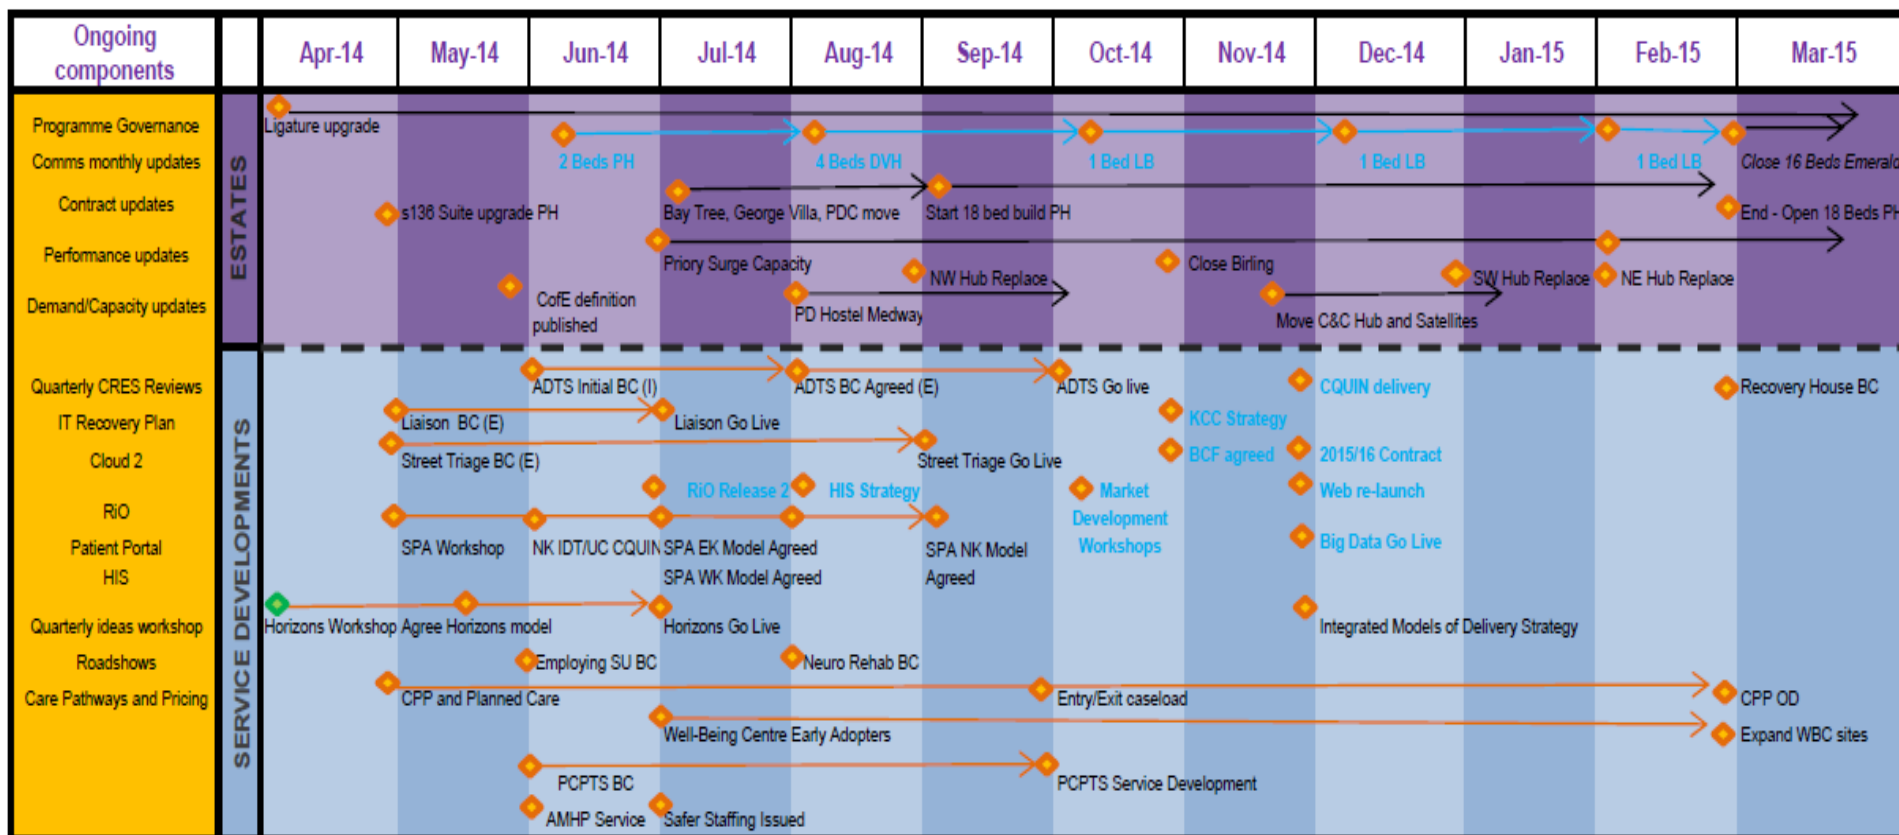 Ongoing components
Apr-14 May-14 Jun-14 Jul-14 Aug-14 Sep-14 Oct-14 Nov-14 Dec-14 Jan-15 Feb-15 Mar-15
Programme Governance
Comms monthly updates
Contract updates
Performance updates
Demand/Capacity updates
Quarterly CRES Reviews
IT Recovery Plan
Cloud 2
RiO
Patient Portal
HIS
Quarterly ideas workshop
Roadshows
Care Pathways and Pricing
ESTATES
Ligature upgrade
2 Beds PH 4 Beds DVH 1 Bed LB 1 Bed LB 1 Bed LB Close 16 Beds Emerald
s136 Suite upgrade PH Bay Tree, George Villa, PDC move Start 18 bed build PH End - Open 18 Beds PH
Priory Surge Capacity Close Birling
NW Hub Replace SW Hub Replace NE Hub Replace
CofE definition
published
PD Hostel Medway Move C&C Hub and Satellites
SERVICE DEVELOPMENTS
ADTS Initial BC (I) ADTS BC Agreed (E) ADTS Go live CQUIN delivery Recovery House BC
Liaison BC (E) Liaison Go Live KCC Strategy
Street Triage BC (E) Street Triage Go Live BCF agreed 2015/16 Contract
RiO Release 2 HIS Strategy Market
Development
Workshops
Web re-launch
Big Data Go Live
SPA Workshop NK IDT/UC CQUIN SPA EK Model Agreed
SPA WK Model Agreed
SPA NK Model
Agreed
Horizons Workshop Agree Horizons model Horizons Go Live Integrated Models of Delivery Strategy
Employing SU BC Neuro Rehab BC
CPP and Planned Care Entry/Exit caseload CPP OD
Well-Being Centre Early Adopters Expand WBC sites
PCPTS BC PCPTS Service Development
AMHP Service Safer Staffing Issued